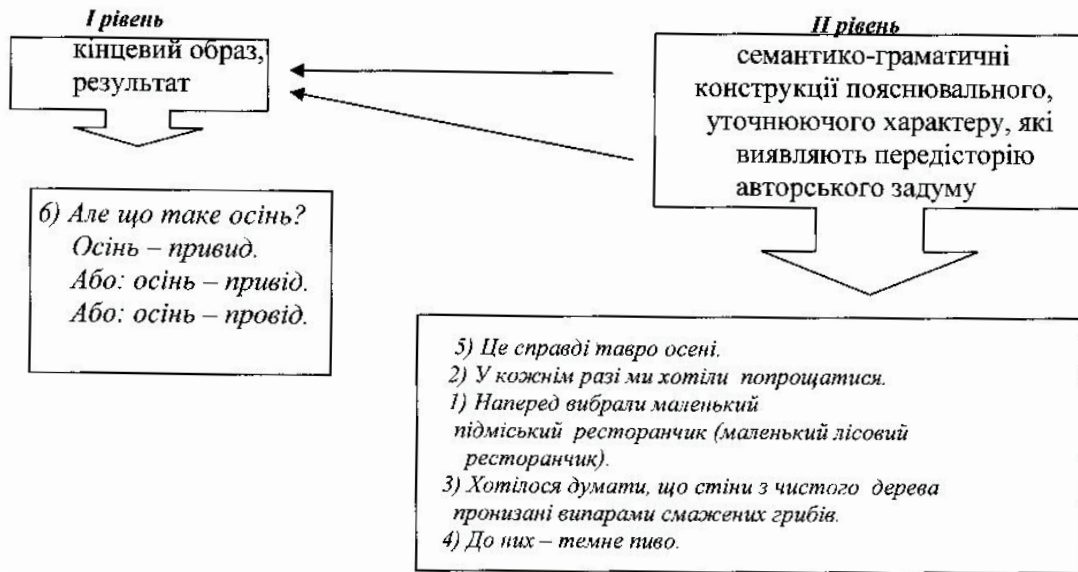 I рівень
кінцевий образ,
результат
6) Але що таке осінь?
Осінь – привид.
Або: осінь – привід.
Або: осінь – провід.
II рівень
семантико-граматичні
конструкції пояснювального,
уточнюючого характеру, які
виявляють передісторію
авторського задуму
5) Це справді тавро осені.
2) У кожнім разі ми хотіли попрощатися.
1) Наперед вибрали маленький
підміський ресторанчик (маленький лісовий
ресторанчик).
3) Хотілося думати, що стіни з чистого дерева
пронизані випарами смажених грибів.
4) До них – темне пиво.